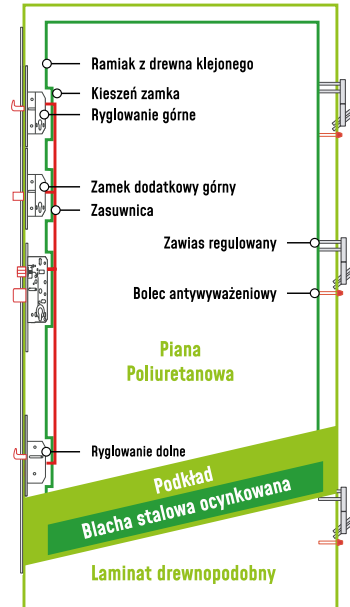 Ramiak z drewna klejonego
Kieszeń zamka
Ryglowanie górne
Zamek dodatkowy górny
Zasuwnica
Zawias regulowany
Bolec antywyważeniowy
Piana
Poliuretanowa
Ryglowanie dolne
Podkład
Blacha stalowa ocynkowana
Laminat drewnopodobny